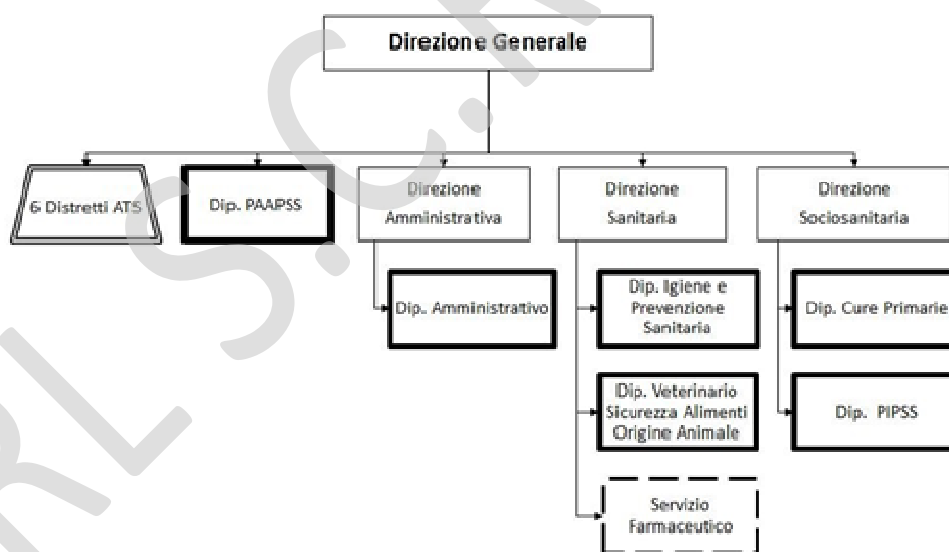 Direzione Generale
6 Distretti ATS
Dip. PAAPSS
Direzione
Amministrativa
Direzione
Sanitaria
Direzione
Sociosanitaria
Dip. Amministrativo
Dip. Igiene e
Prevenzione
Sanitaria
Dip. Cure Primarie
Dip. Veterinario
Sicurezza Alimenti
Origine Animale
Dip. PIPSS
Servizio
Farmaceutico
RL S.C.R